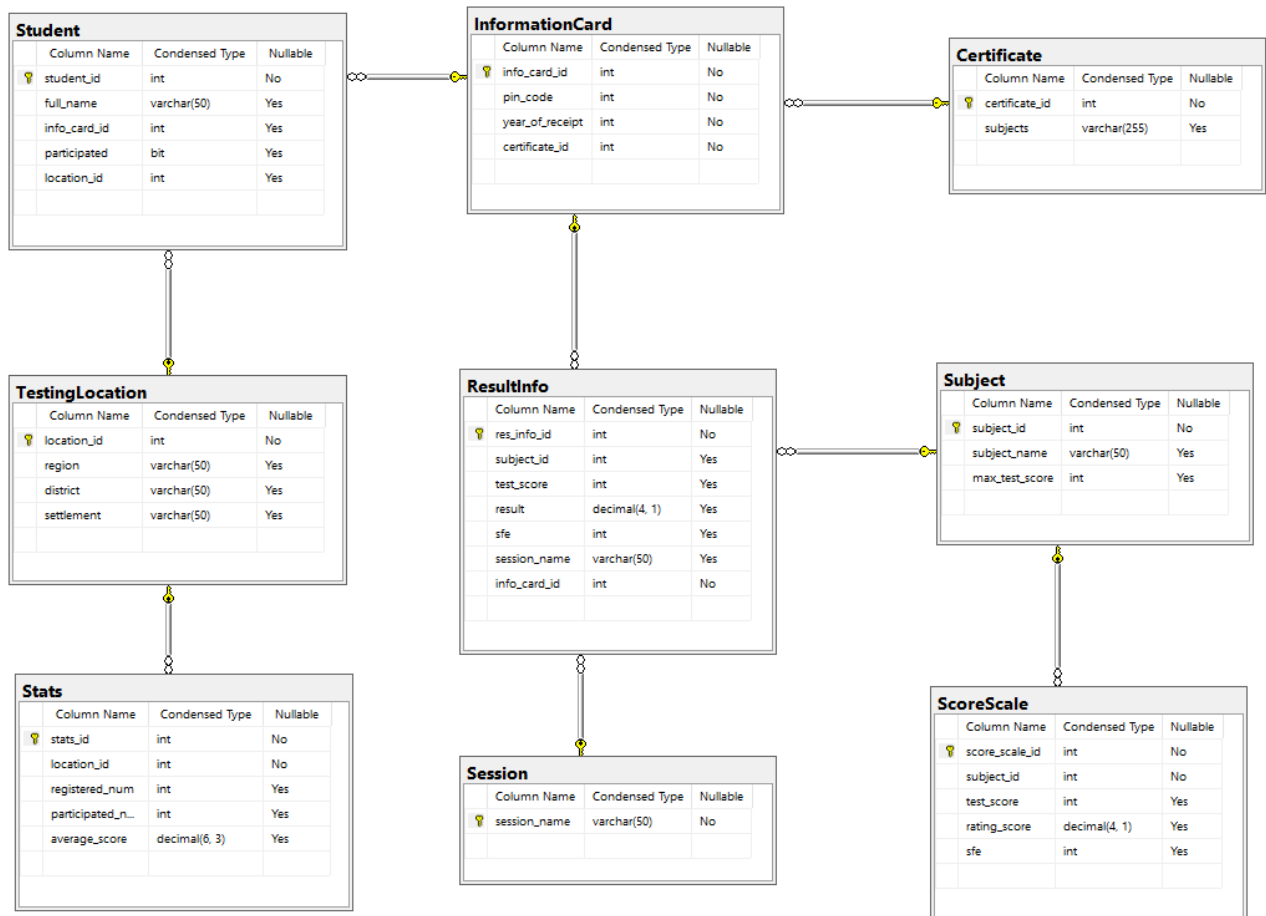 Student
Column Name Condensed Type Nullable
student_id int No
full_name varchar(50) Yes
info_card_id int Yes
participated bit Yes
location_id int Yes
InformationCard
Column Name Condensed Type Nullable
info_card_id int No
pin_code int No
year_of_receipt int No
certificate_id int No
Certificate
Column Name Condensed Type Nullable
certificate_id int No
subjects varchar(255) Yes
TestingLocation
Column Name Condensed Type Nullable
location_id int No
region varchar(50) Yes
district varchar(50) Yes
settlement varchar(50) Yes
ResultInfo
Column Name Condensed Type Nullable
res_info_id int No
subject_id int Yes
test_score int Yes
result decimal(4, 1) Yes
sfe int Yes
session_name varchar(50) Yes
info_card_id int No
Subject
Column Name Condensed Type Nullable
subject_id int No
subject_name varchar(50) Yes
max_test_score int Yes
Stats
Column Name Condensed Type Nullable
stats_id int No
location_id int No
registered_num int Yes
participated_n... int Yes
average_score decimal(6, 3) Yes
Session
Column Name Condensed Type Nullable
session_name varchar(50) No
ScoreScale
Column Name Condensed Type Nullable
score_scale_id int No
subject_id int No
test_score int Yes
rating_score decimal(4, 1) Yes
sfe int Yes